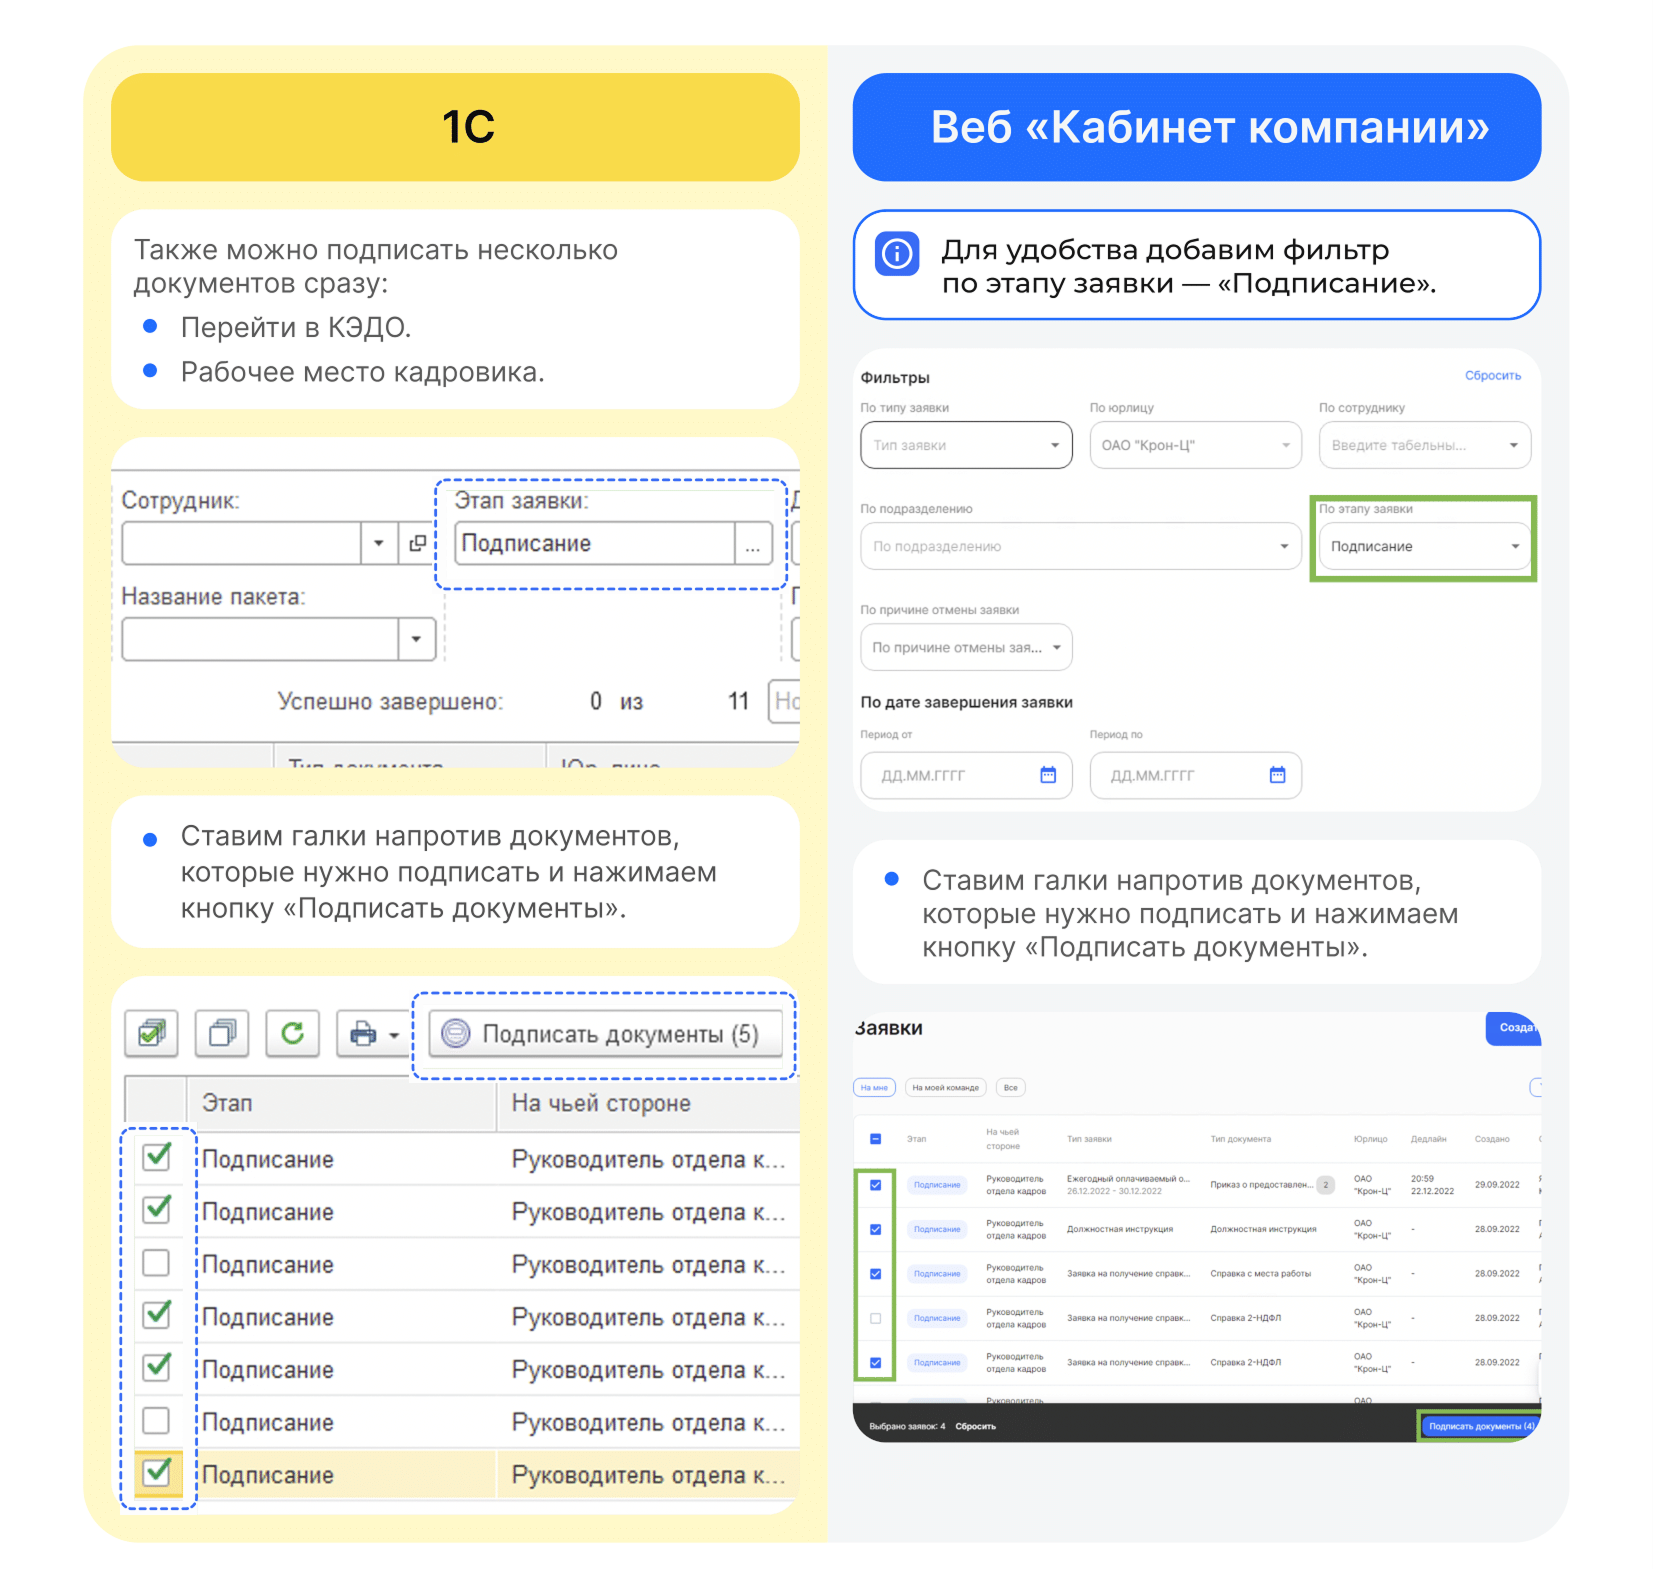 1С
Также можно подписать несколько
документов сразу:
Перейти в КЭДО.
Рабочее место кадровика.
Сотрудник:
Этап заявки:
Подписание
...
Название пакета:
Успешно завершено: 0 из 11
Тип документа
Юр. лицо
Ставим галки напротив документов,
которые нужно подписать и нажимаем
кнопку «Подписать документы».
Подписать документы (5)
Этап На чьей стороне
Подписание Руководитель отдела к...
Подписание Руководитель отдела к...
Подписание Руководитель отдела к...
Подписание Руководитель отдела к...
Подписание Руководитель отдела к...
Подписание Руководитель отдела к...
Подписание Руководитель отдела к...
Веб «Кабинет компании»
Для удобства добавим фильтр
по этапу заявки — «Подписание».
Фильтры Сбросить
По типу заявки По юрлицу По сотруднику
Тип заявки ОАО "Крон-Ц" Введите табельны...
По подразделению По этапу заявки
По подразделению Подписание
По причине отмены заявки
По причине отмены зая...
По дате завершения заявки
Период от Период по
ДД.ММ.ГГГГ ДД.ММ.ГГГГ
Ставим галки напротив документов,
которые нужно подписать и нажимаем
кнопку «Подписать документы».
Заявки Создат
На мне На моей команде Все
Этап На чьей стороне Тип заявки Тип документа Юрлицо Дедлайн Создано
Подписание Руководитель отдела кадров Ежегодный оплачиваемый о... 26.12.2022 - 30.12.2022 Приказ о предоставлен... 2 ОАО "Крон-Ц" 20:59 22.12.2022 29.09.2022
Подписание Руководитель отдела кадров Должностная инструкция Должностная инструкция ОАО "Крон-Ц" - 28.09.2022
Подписание Руководитель отдела кадров Заявка на получение справк... Справка с места работы ОАО "Крон-Ц" - 28.09.2022
Подписание Руководитель отдела кадров Заявка на получение справк... Справка 2-НДФЛ ОАО "Крон-Ц" - 28.09.2022
Подписание Руководитель отдела кадров Заявка на получение справк... Справка 2-НДФЛ ОАО "Крон-Ц" - 28.09.2022
Руководитель ОАО
Выбрано заявок: 4 Сбросить Подписать документы (4)